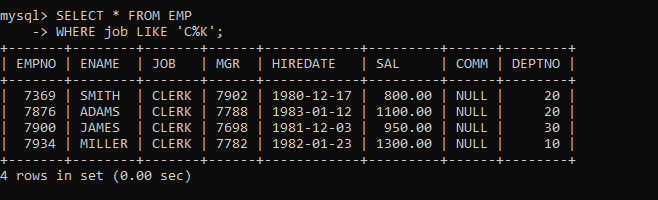 mysql> SELECT * FROM EMP
    -> WHERE job LIKE 'C%K';
+-------+--------+-------+------+------------+---------+------+--------+
| EMPNO | ENAME  | JOB   | MGR  | HIREDATE   | SAL     | COMM | DEPTNO |
+-------+--------+-------+------+------------+---------+------+--------+
|  7369 | SMITH  | CLERK | 7902 | 1980-12-17 |  800.00 | NULL |     20 |
|  7876 | ADAMS  | CLERK | 7788 | 1983-01-12 | 1100.00 | NULL |     20 |
|  7900 | JAMES  | CLERK | 7698 | 1981-12-03 |  950.00 | NULL |     30 |
|  7934 | MILLER | CLERK | 7782 | 1982-01-23 | 1300.00 | NULL |     10 |
+-------+--------+-------+------+------------+---------+------+--------+
4 rows in set (0.00 sec)